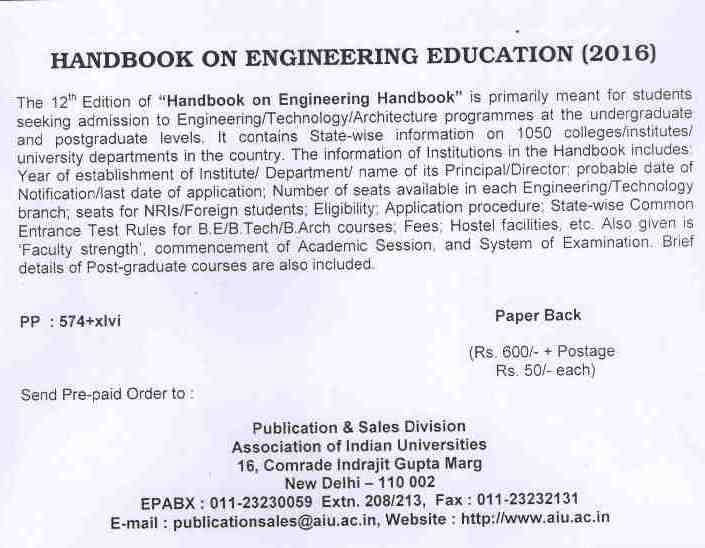 HANDBOOK ON ENGINEERING EDUCATION (2016)
The 12th Edition of "Handbook on Engineering Handbook" is primarily meant for students
seeking admission to Engineering/Technology/Architecture programmes at the undergraduate
and postgraduate levels. It contains State-wise information on 1050 colleges/institutes/
university departments in the country. The information of Institutions in the Handbook includes:
Year of establishment of Institute/ Department/ name of its Principal/Director; probable date of
Notification/last date of application; Number of seats available in each Engineering/Technology
branch; seats for NRIs/Foreign students; Eligibility; Application procedure; State-wise Common
Entrance Test Rules for B.E/B.Tech/B.Arch courses; Fees; Hostel facilities, etc. Also given is
'Faculty strength', commencement of Academic Session, and System of Examination. Brief
details of Post-graduate courses are also included.
PP : 574+xlvi
Paper Back
(Rs. 600/- + Postage
Rs. 50/- each)
Send Pre-paid Order to :
Publication & Sales Division
Association of Indian Universities
16, Comrade Indrajit Gupta Marg
New Delhi – 110 002
EPABX : 011-23230059 Extn. 208/213, Fax : 011-23232131
E-mail : publicationsales@aiu.ac.in, Website : http://www.aiu.ac.in